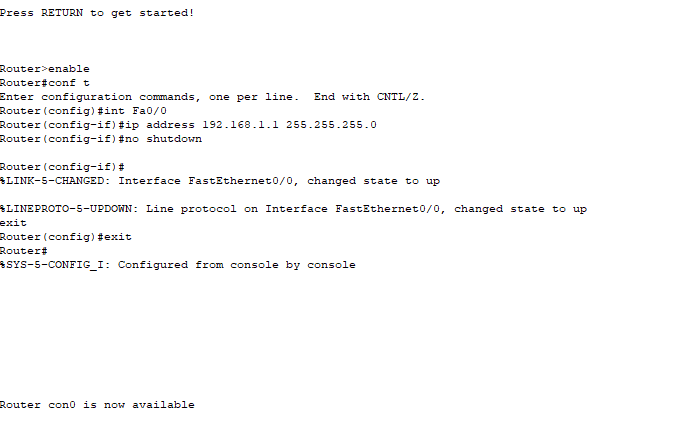 Press RETURN to get started!
Router>enable
Router#conf t
Enter configuration commands, one per line.  End with CNTL/Z.
Router(config)#int Fa0/0
Router(config-if)#ip address 192.168.1.1 255.255.255.0
Router(config-if)#no shutdown
Router(config-if)#
%LINK-5-CHANGED: Interface FastEthernet0/0, changed state to up
%LINEPROTO-5-UPDOWN: Line protocol on Interface FastEthernet0/0, changed state to up
exit
Router(config)#exit
Router#
%SYS-5-CONFIG_I: Configured from console by console
Router con0 is now available